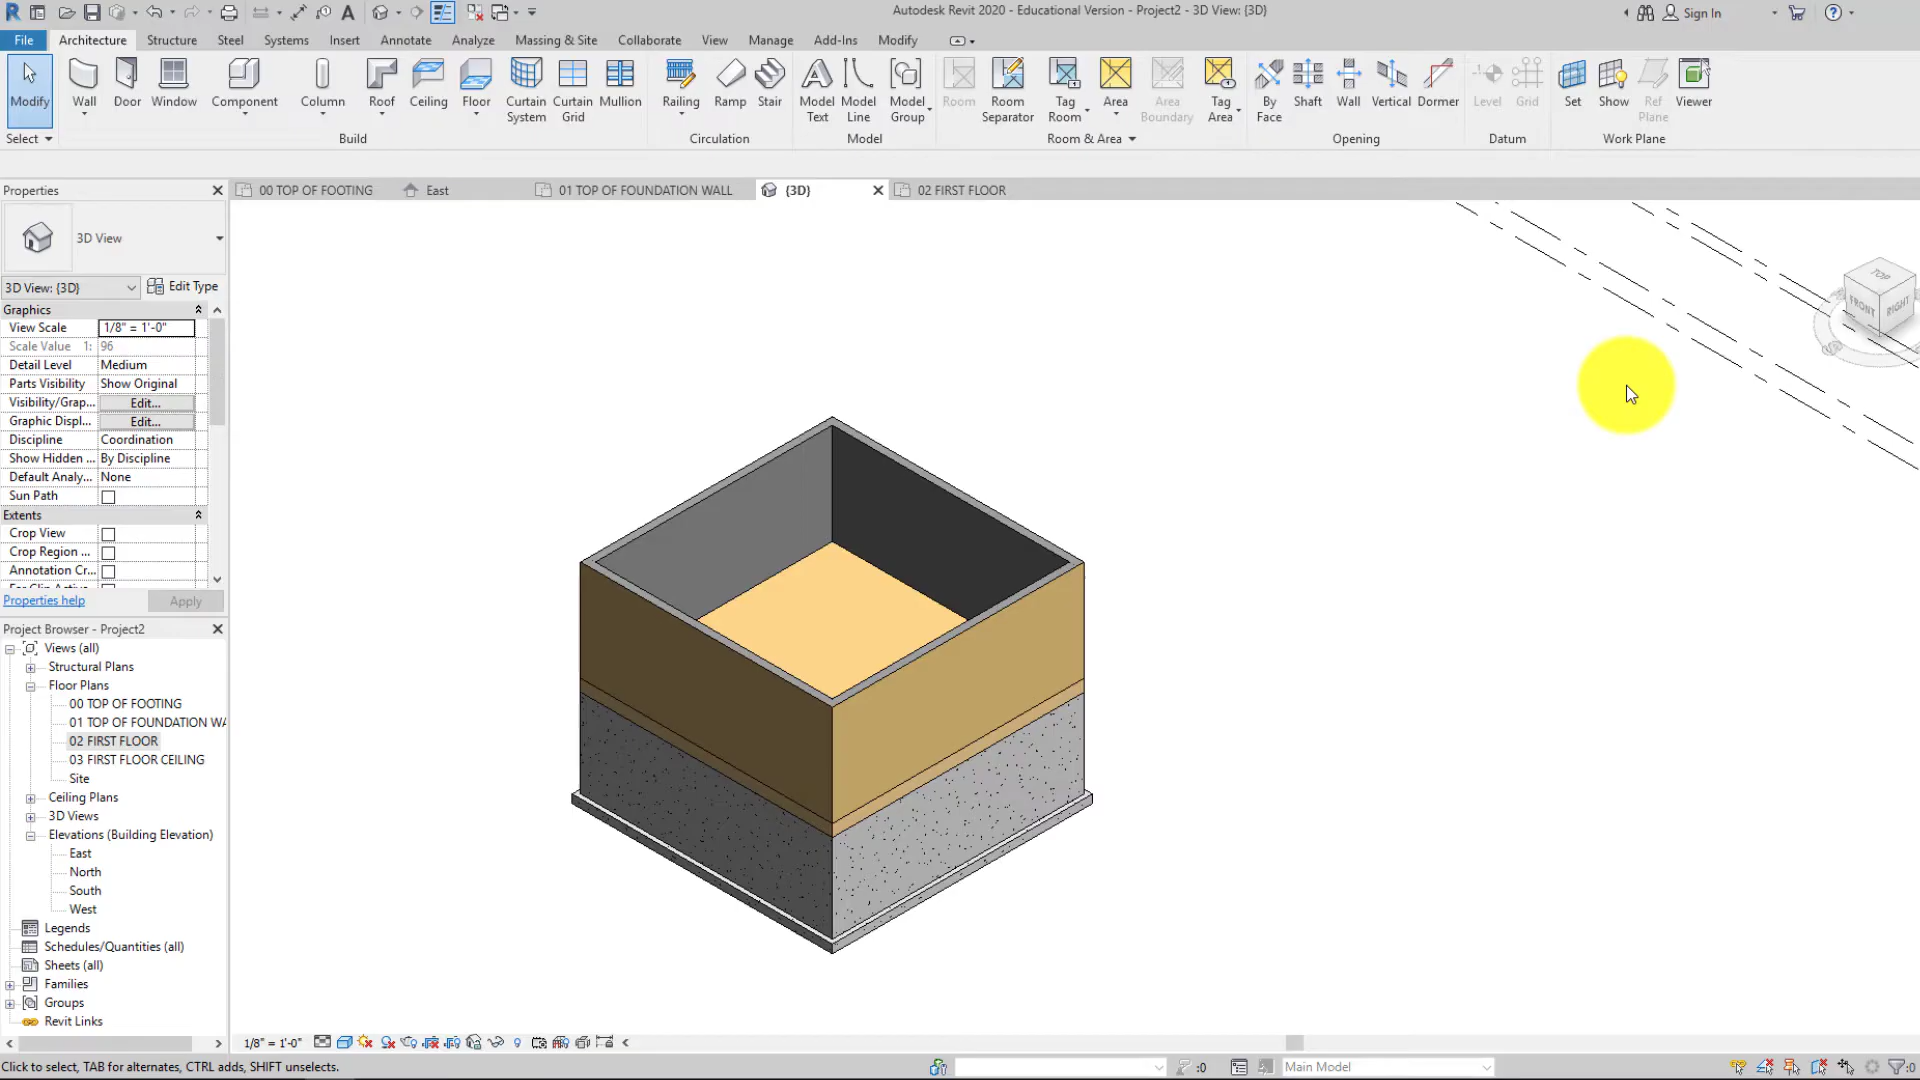 Autodesk Revit 2020 - Educational Version - Project2 - 3D View: {3D}
Sign In
File Architecture Structure Steel Systems Insert Annotate Analyze Massing & Site Collaborate View Manage Add-Ins Modify
Modify Wall Door Window Component Column Roof Ceiling Floor Curtain System Curtain Grid Mullion Railing Ramp Stair Model Text Model Line Model Group Room Room Separator Tag Room Area Area Boundary Tag Area By Face Shaft Wall Vertical Dormer Level Grid Set Show Ref Plane Viewer
Select Build Circulation Model Room & Area Opening Datum Work Plane
Properties
00 TOP OF FOOTING East 01 TOP OF FOUNDATION WALL {3D} 02 FIRST FLOOR
3D View
3D View: {3D} Edit Type
Graphics
View Scale 1/8" = 1'-0"
Scale Value 1: 96
Detail Level Medium
Parts Visibility Show Original
Visibility/Grap... Edit...
Graphic Displ... Edit...
Discipline Coordination
Show Hidden ... By Discipline
Default Analy... None
Sun Path
Extents
Crop View
Crop Region ...
Annotation Cr...
Properties help Apply
TOP
FRONT RIGHT
Project Browser - Project2
Views (all)
Structural Plans
Floor Plans
00 TOP OF FOOTING
01 TOP OF FOUNDATION WA
02 FIRST FLOOR
03 FIRST FLOOR CEILING
Site
Ceiling Plans
3D Views
Elevations (Building Elevation)
East
North
South
West
Legends
Schedules/Quantities (all)
Sheets (all)
Families
Groups
Revit Links
1/8" = 1'-0"
Click to select, TAB for alternates, CTRL adds, SHIFT unselects.
:0 Main Model :0